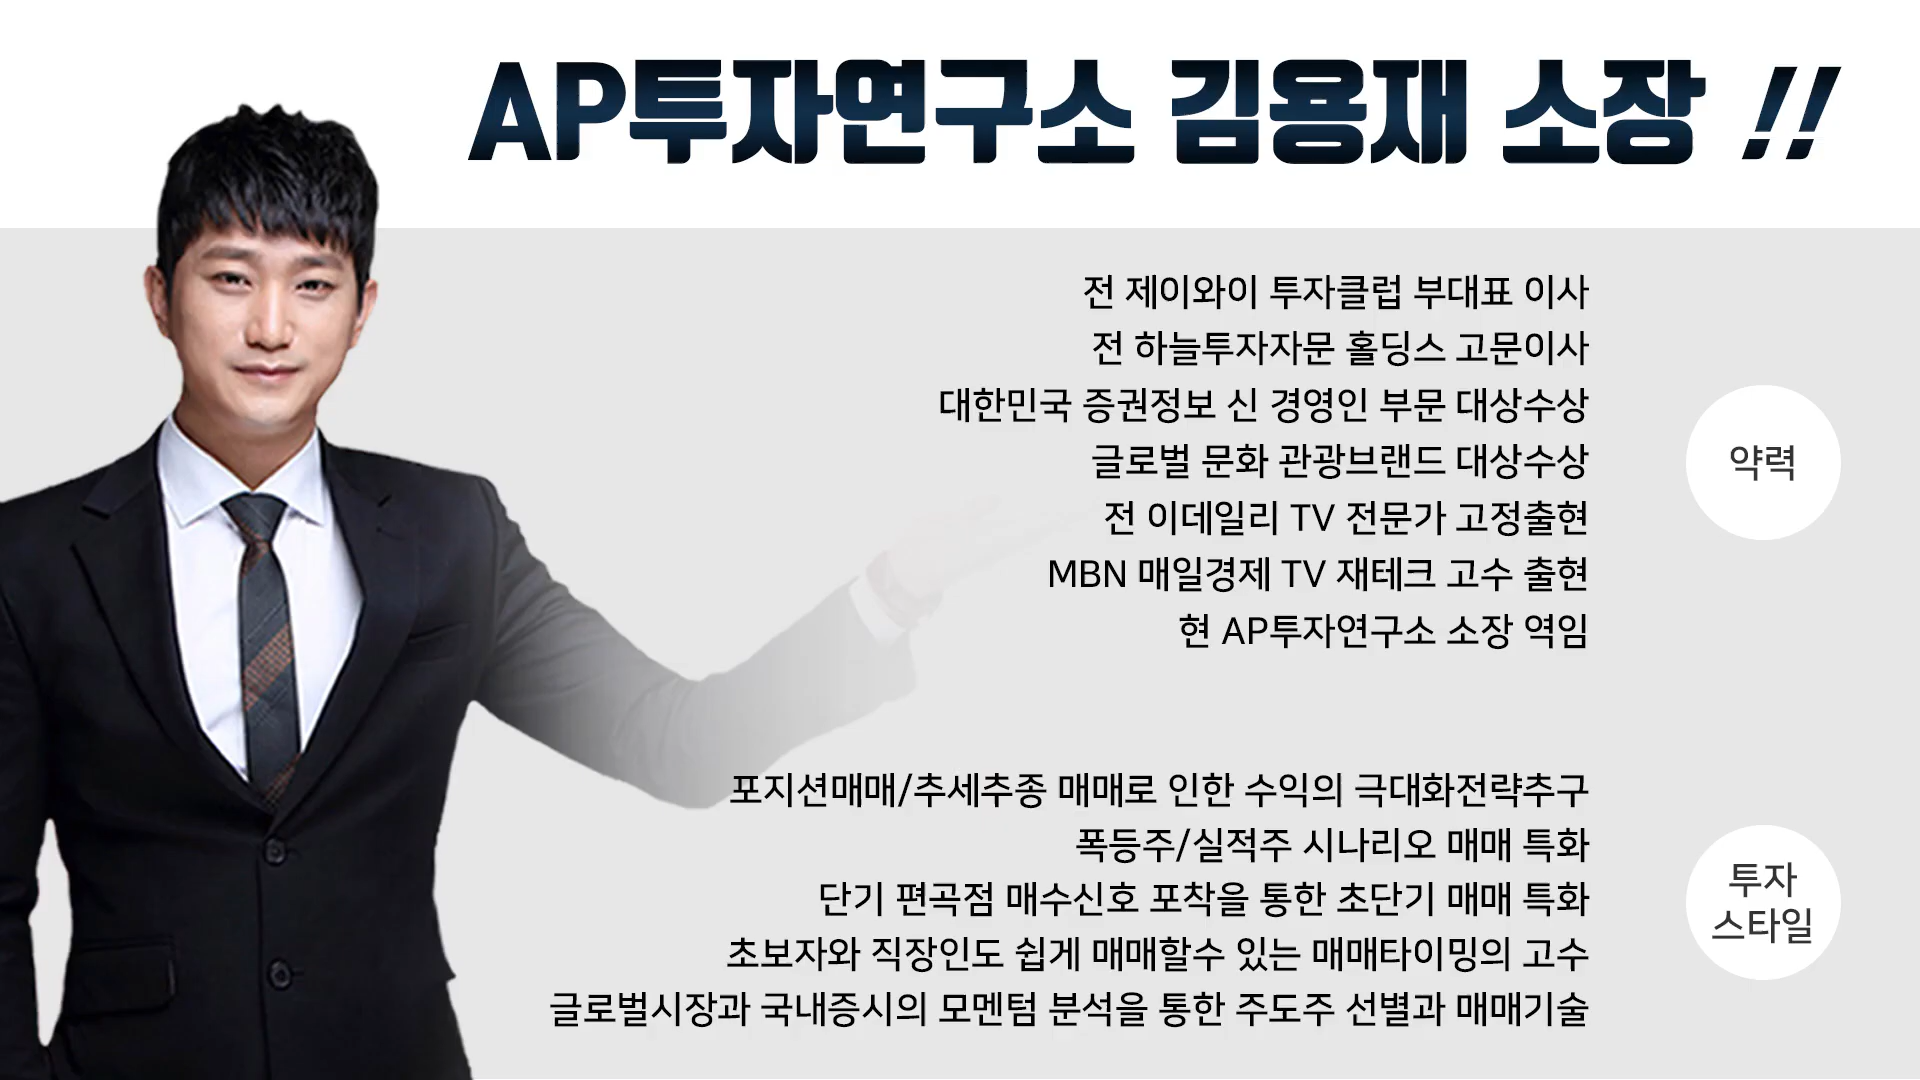 AP투자연구소 김용재 소장 !!
전 제이와이 투자클럽 부대표 이사
전 하늘투자자문 홀딩스 고문이사
대한민국 증권정보 신 경영인 부문 대상수상
글로벌 문화 관광브랜드 대상수상
전 이데일리 TV 전문가 고정출현
MBN 매일경제 TV 재테크 고수 출현
현 AP투자연구소 소장 역임
약력
포지션매매/추세추종 매매로 인한 수익의 극대화전략추구
폭등주/실적주 시나리오 매매 특화
단기 편곡점 매수신호 포착을 통한 초단기 매매 특화
초보자와 직장인도 쉽게 매매할수 있는 매매타이밍의 고수
글로벌시장과 국내증시의 모멘텀 분석을 통한 주도주 선별과 매매기술
투자
스타일